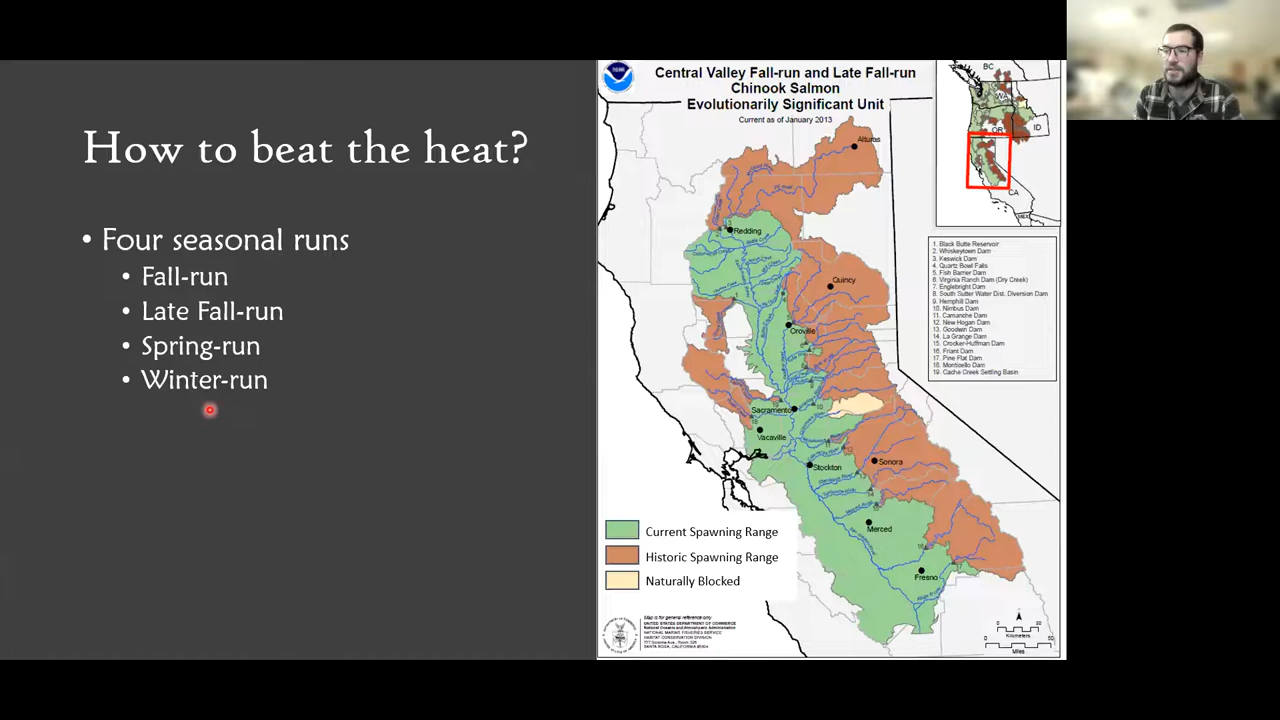 How to beat the heat?
• Four seasonal runs
• Fall-run
• Late Fall-run
• Spring-run
• Winter-run
Central Valley Fall-run and Late Fall-run
Chinook Salmon
Evolutionarily Significant Unit
Current as of January 2013
BC
WA
OR
ID
CA
Alturas
Redding
Quincy
Oroville
Sacramento
Vacaville
Stockton
Sonora
Merced
Fresno
1. Black Butte Reservoir
2. Whiskeytown Dam
3. Keswick Dam
4. Quartz Bowl Falls
5. Fish Barrier Dam
6. Virginia Ranch Dam (Dry Creek)
7. Englebright Dam
8. South Sutter Water Dist. Diversion Dam
9. Hemphill Dam
10. Nimbus Dam
11. Camanche Dam
12. New Hogan Dam
13. Goodwin Dam
14. La Grange Dam
15. Crocker-Huffman Dam
16. Friant Dam
17. Pine Flat Dam
18. Monticello Dam
19. Cache Creek Settling Basin
Current Spawning Range
Historic Spawning Range
Naturally Blocked
Map is for general reference only
UNITED STATES DEPARTMENT OF COMMERCE
National Oceanic and Atmospheric Administration
NATIONAL MARINE FISHERIES SERVICE
HABITAT CONSERVATION DIVISION
SANTA ROSA, CALIFORNIA
Kilometers
Miles